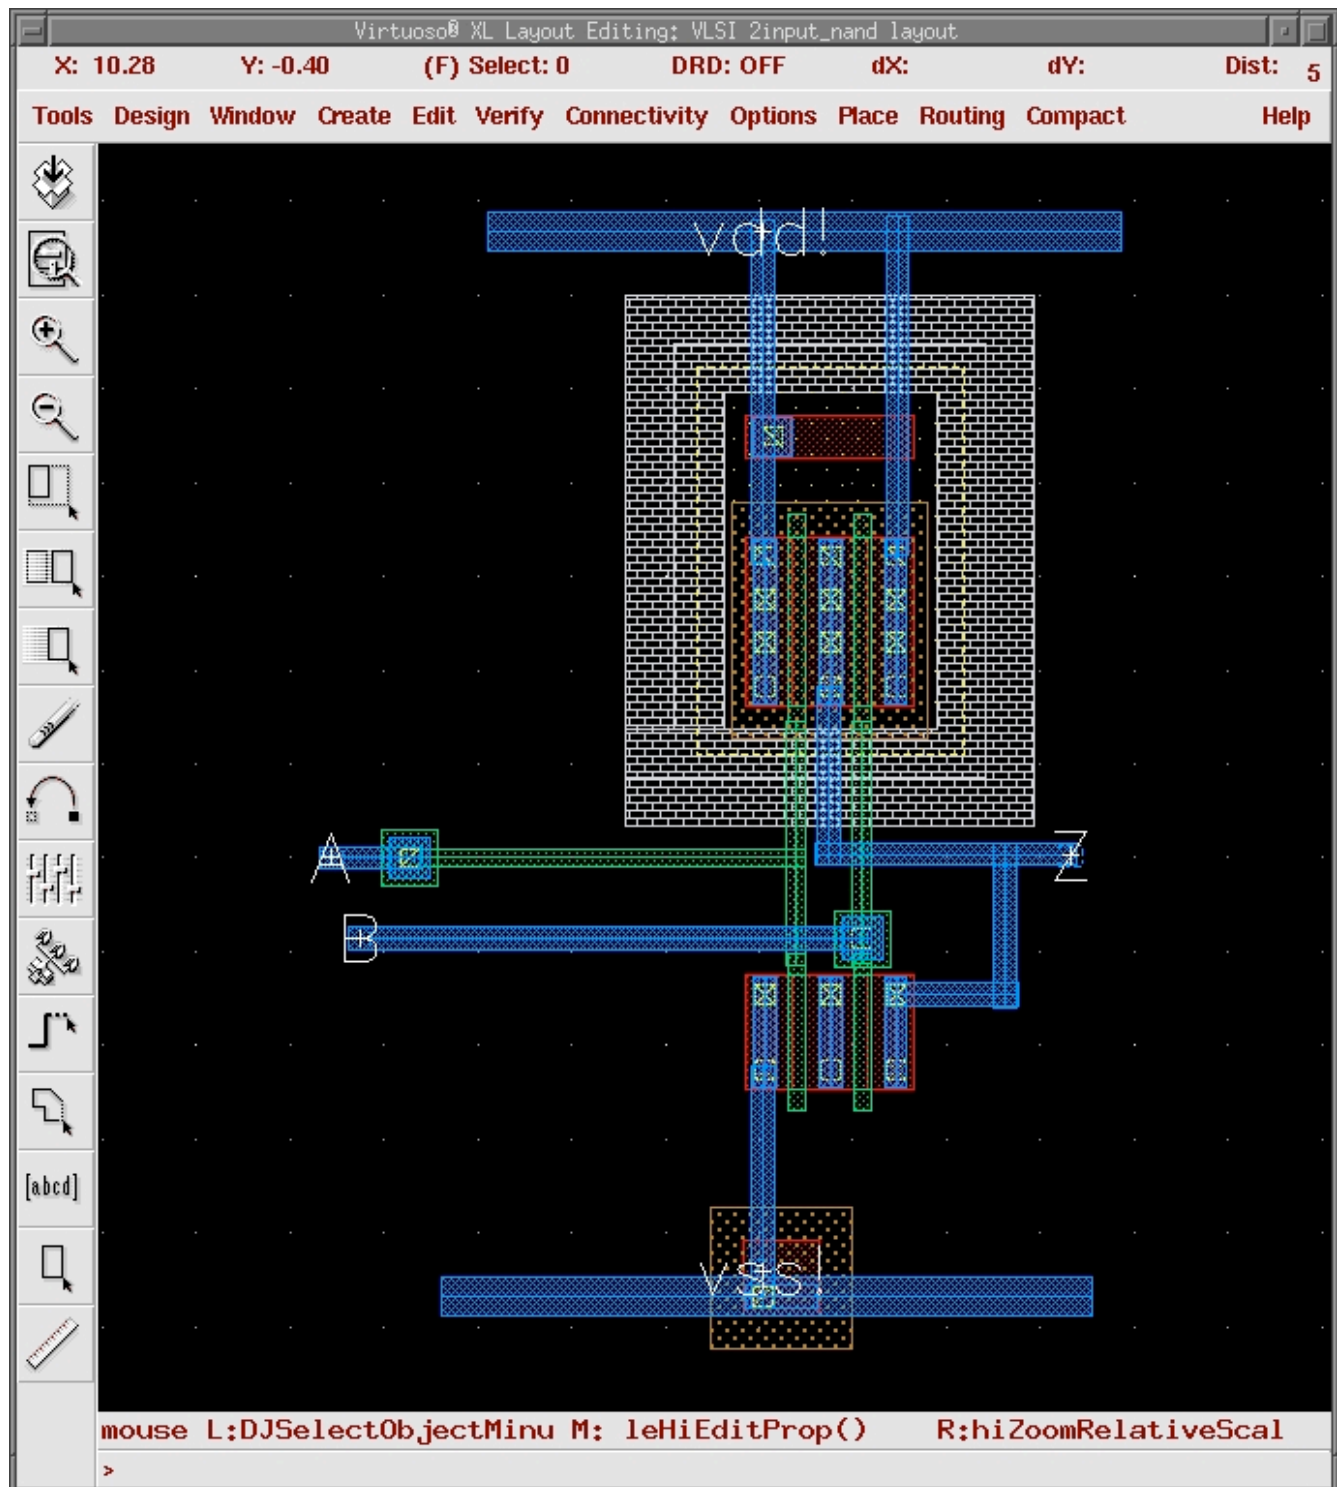 Virtuoso® XL Layout Editing: VLSI 2input_nand layout
X: 10.28 Y: -0.40 (F) Select: 0 DRD: OFF dX: dY: Dist: 5
Tools Design Window Create Edit Verify Connectivity Options Place Routing Compact Help
vdd!
A
Z
B
[abcd]
vss!
mouse L:DJSelectObjectMinu M: leHiEditProp() R:hiZoomRelativeScal
>